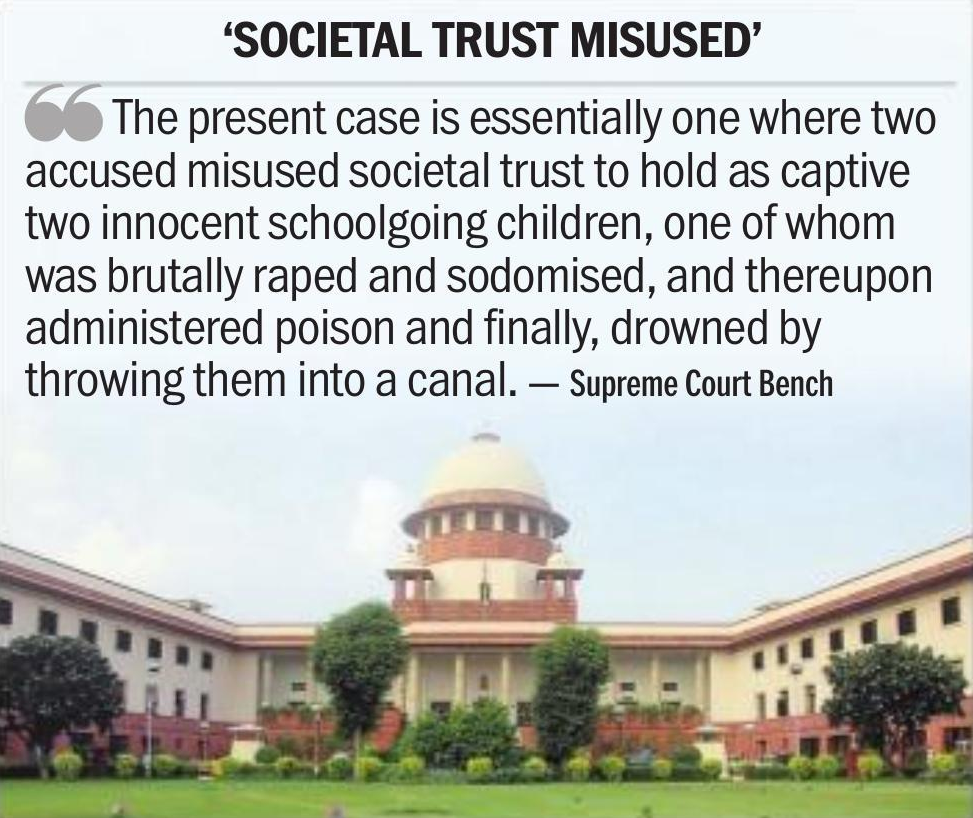 ‘SOCIETAL TRUST MISUSED’
“The present case is essentially one where two
accused misused societal trust to hold as captive
two innocent schoolgoing children, one of whom
was brutally raped and sodomised, and thereupon
administered poison and finally, drowned by
throwing them into a canal. — Supreme Court Bench